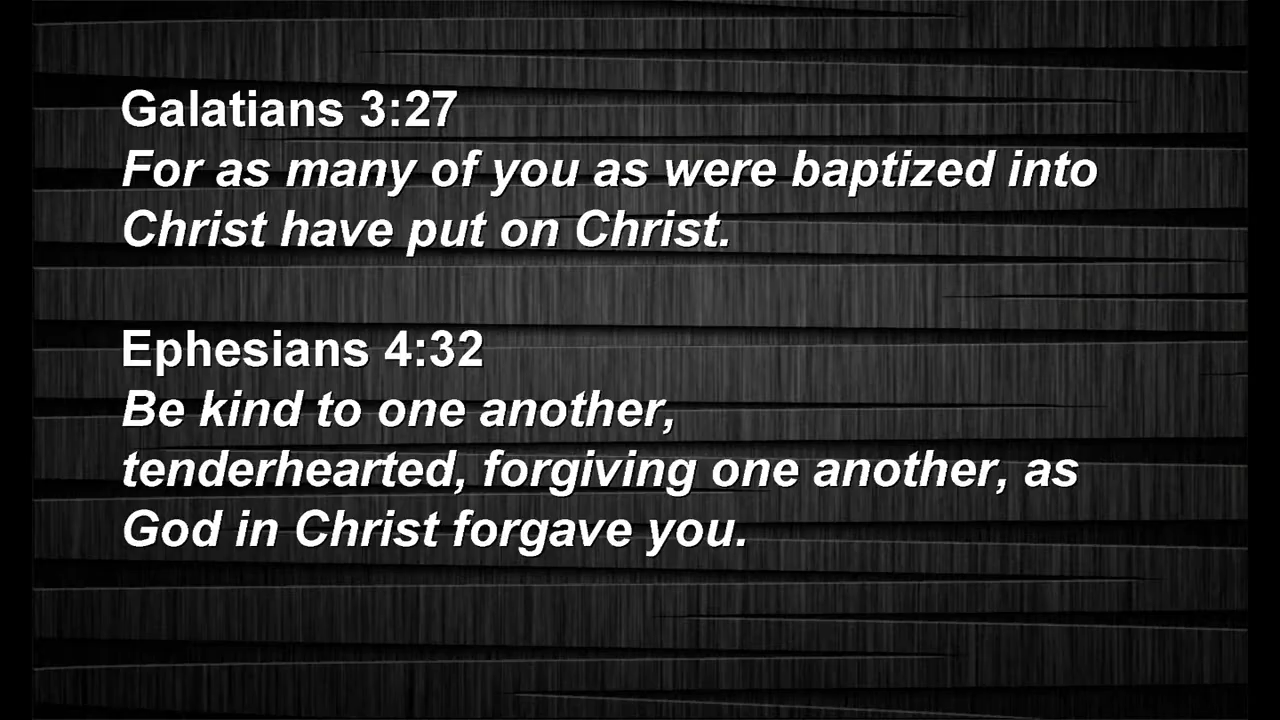 Galatians 3:27
For as many of you as were baptized into
Christ have put on Christ.
Ephesians 4:32
Be kind to one another,
tenderhearted, forgiving one another, as
God in Christ forgave you.